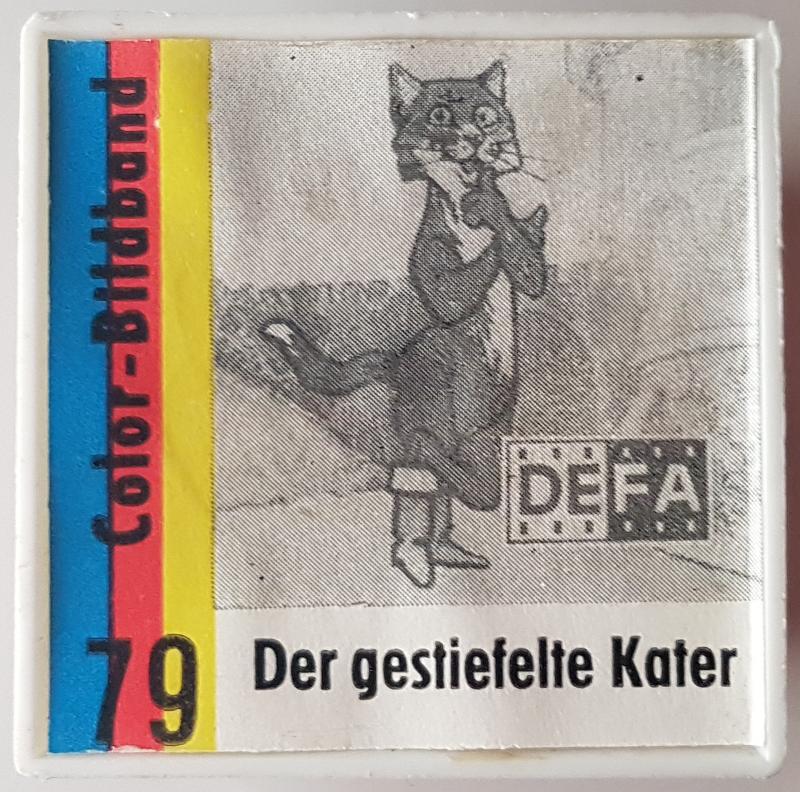 Color-Bildband
DEFA
79
Der gestiefelte Kater